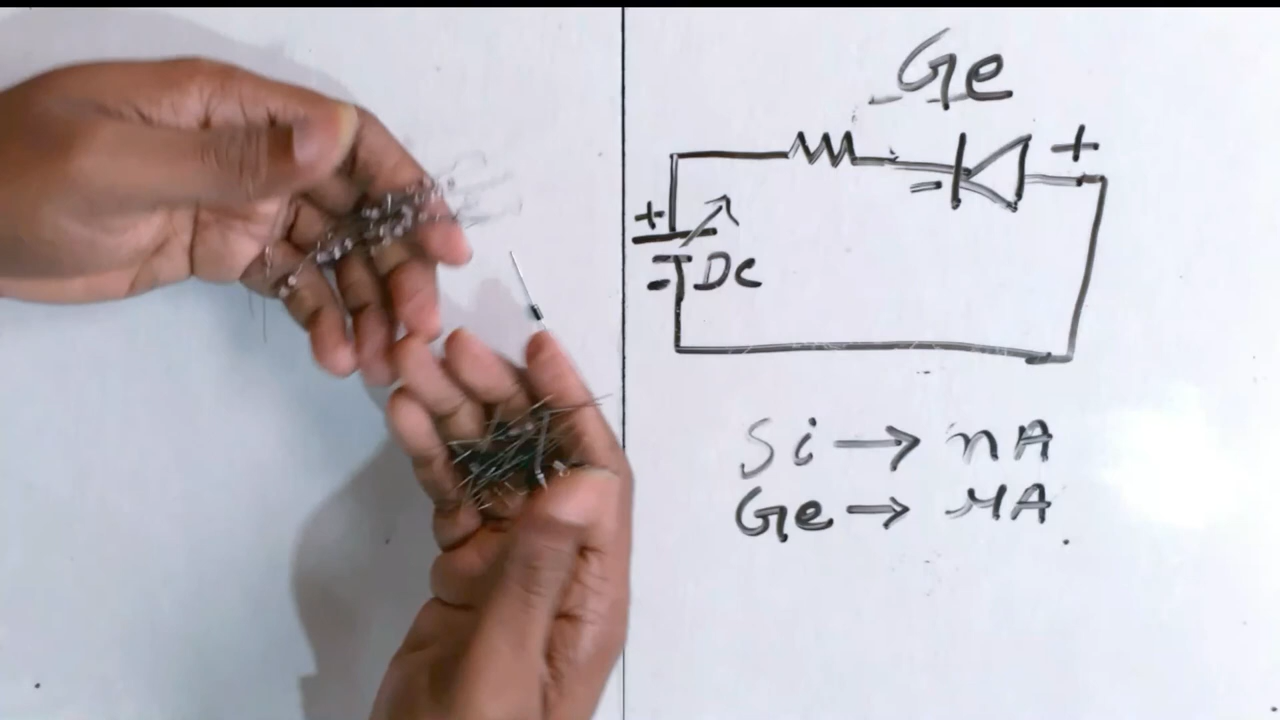 Ge
+
+
=
- DC
Si → nA
Ge → μA